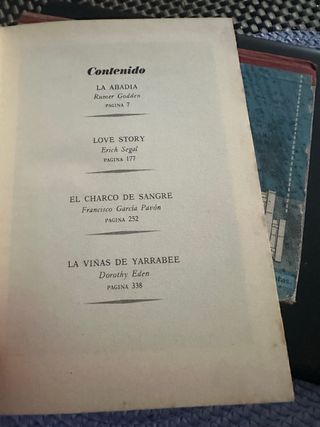 Contenido
LA ABADIA
Rumer Godden
PAGINA 7
LOVE STORY
Erich Segal
PAGINA 177
EL CHARCO DE SANGRE
Francisco García Pavón
PAGINA 252
LA VIÑAS DE YARRABEE
Dorothy Eden
PAGINA 338